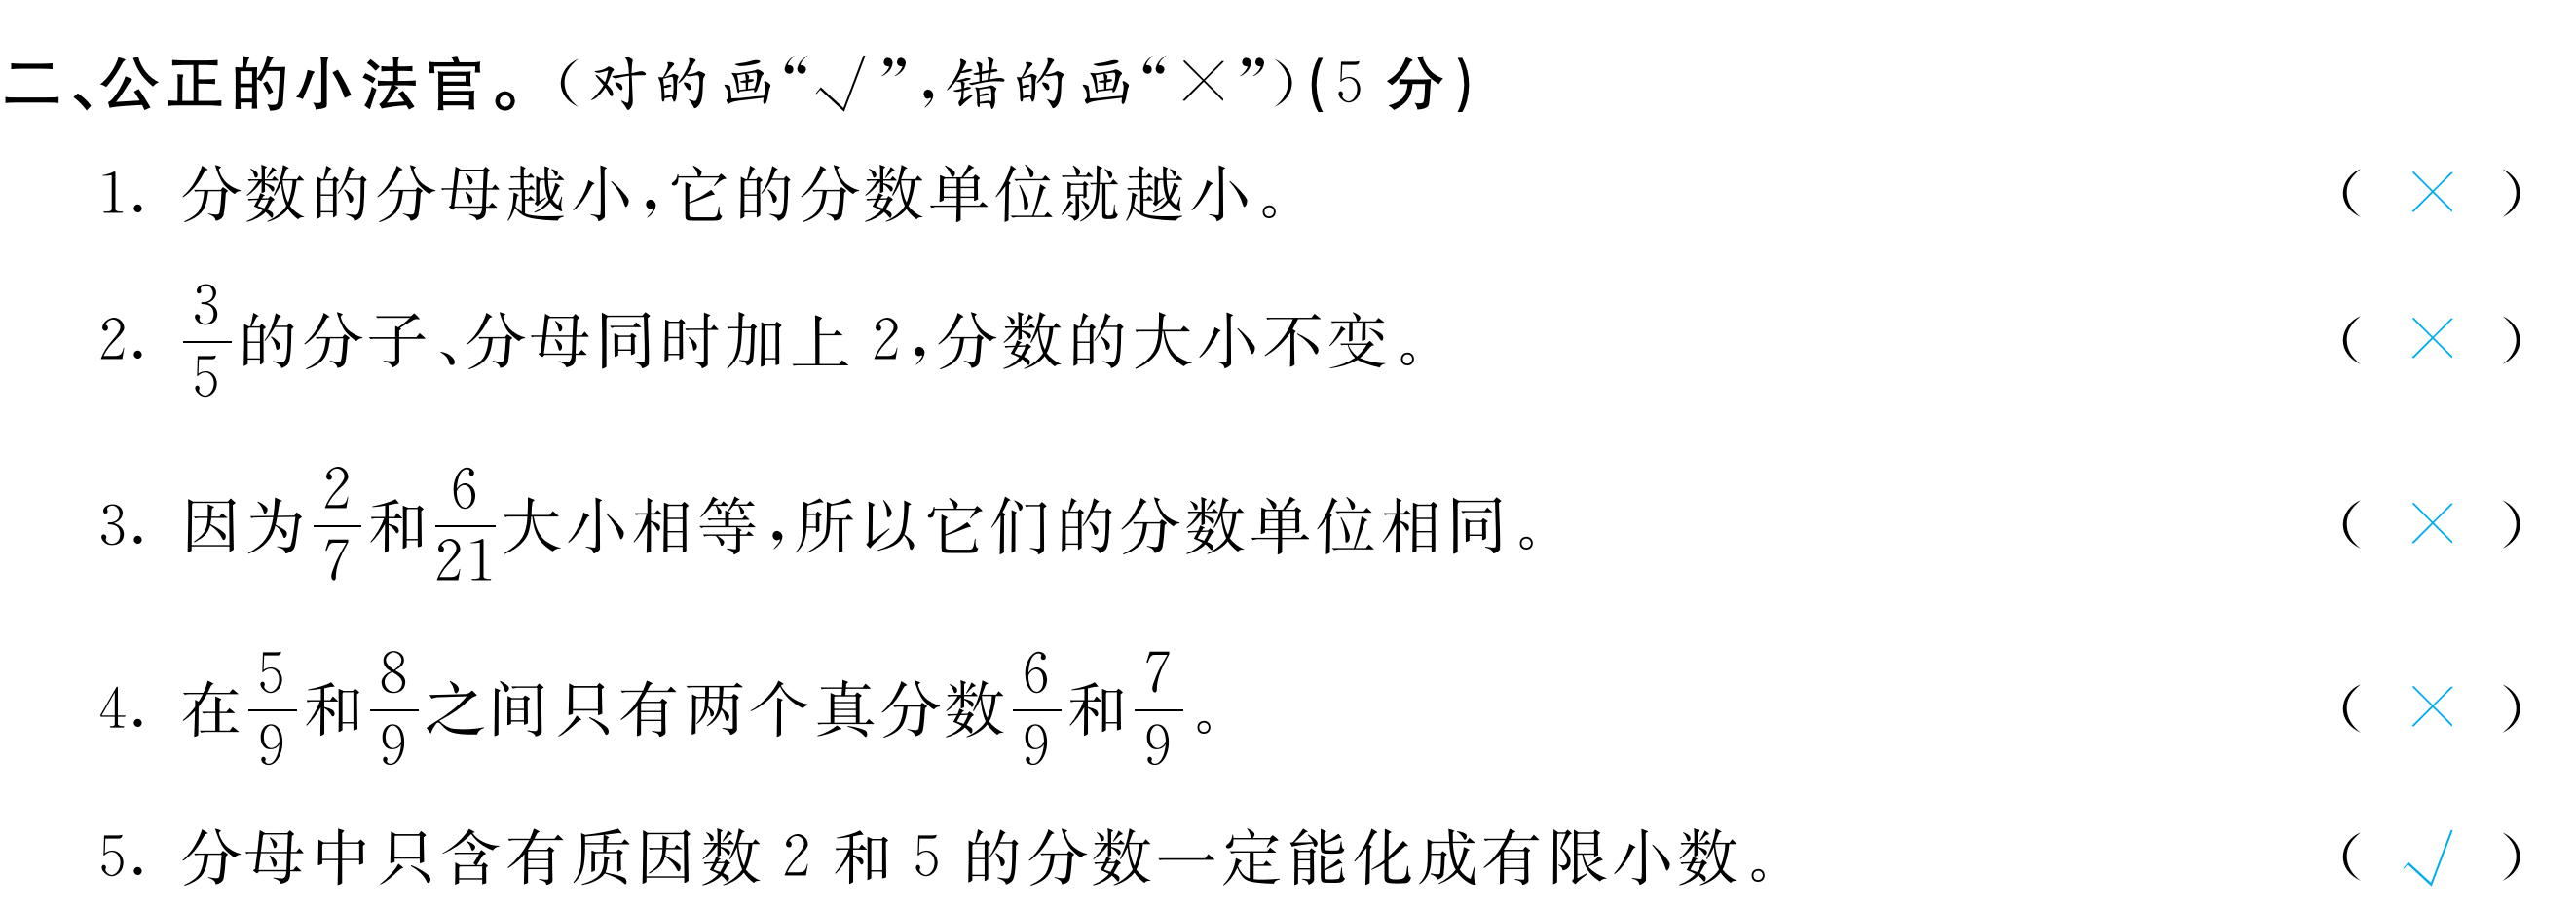 二、公正的小法官。(对的画“√”,错的画“×”)(5 分)
1. 分数的分母越小,它的分数单位就越小。 ( × )
2. 3/5的分子、分母同时加上 2,分数的大小不变。 ( × )
3. 因为2/7和6/21大小相等,所以它们的分数单位相同。 ( × )
4. 在5/9和8/9之间只有两个真分数6/9和7/9。 ( × )
5. 分母中只含有质因数 2 和 5 的分数一定能化成有限小数。 ( √ )